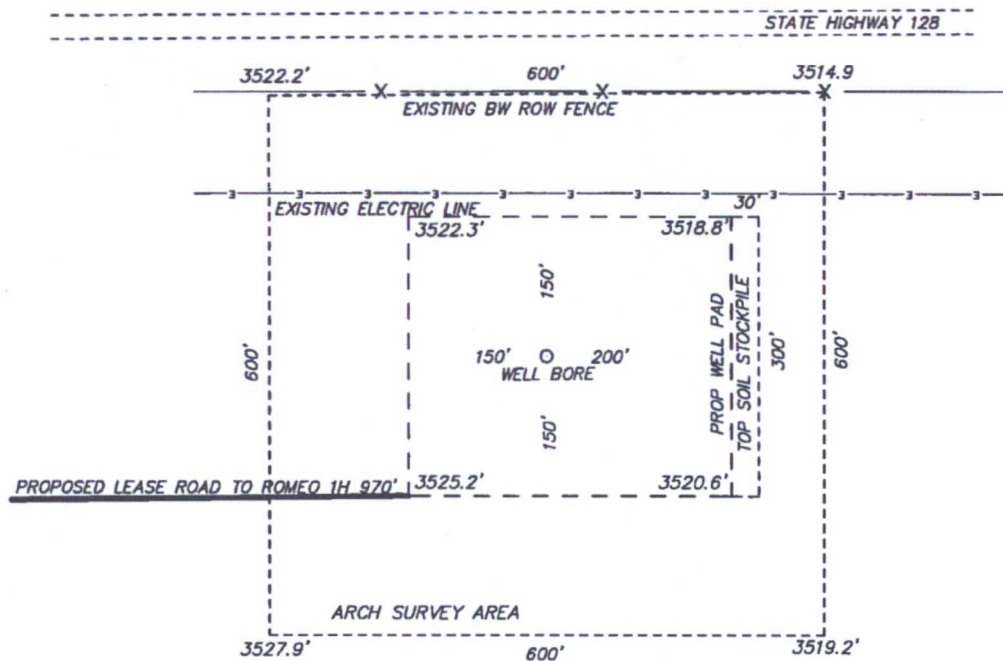 STATE HIGHWAY 128
3522.2'
600'
3514.9
EXISTING BW ROW FENCE
EXISTING ELECTRIC LINE
30'
3522.3'
3518.8'
150'
600'
150'
200'
WELL BORE
PROP WELL PAD
TOP SOIL STOCKPILE
300'
600'
150'
PROPOSED LEASE ROAD TO ROMEO 1H 970'
3525.2'
3520.6'
ARCH SURVEY AREA
3527.9'
600'
3519.2'